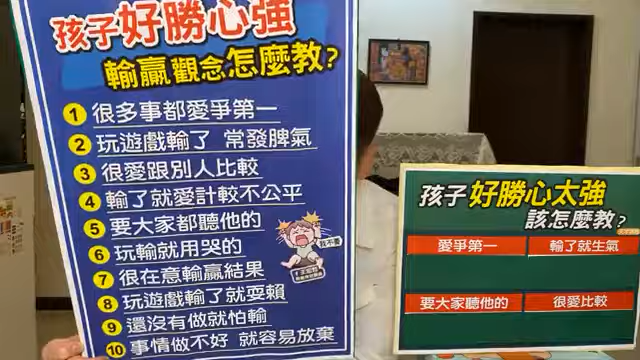 孩子好勝心強
輸贏觀念怎麼教?
1 很多事都愛爭第一
2 玩遊戲輸了 常發脾氣
3 很愛跟別人比較
4 輸了就愛計較不公平
5 要大家都聽他的
6 玩輸就用哭的
7 很在意輸贏結果
8 玩遊戲輸了就耍賴
9 還沒有做就怕輸
10 事情做不好 就容易放棄
我不要
孩子好勝心太強
該怎麼教?
愛爭第一
輸了就生氣
要大家聽他的
很愛比較